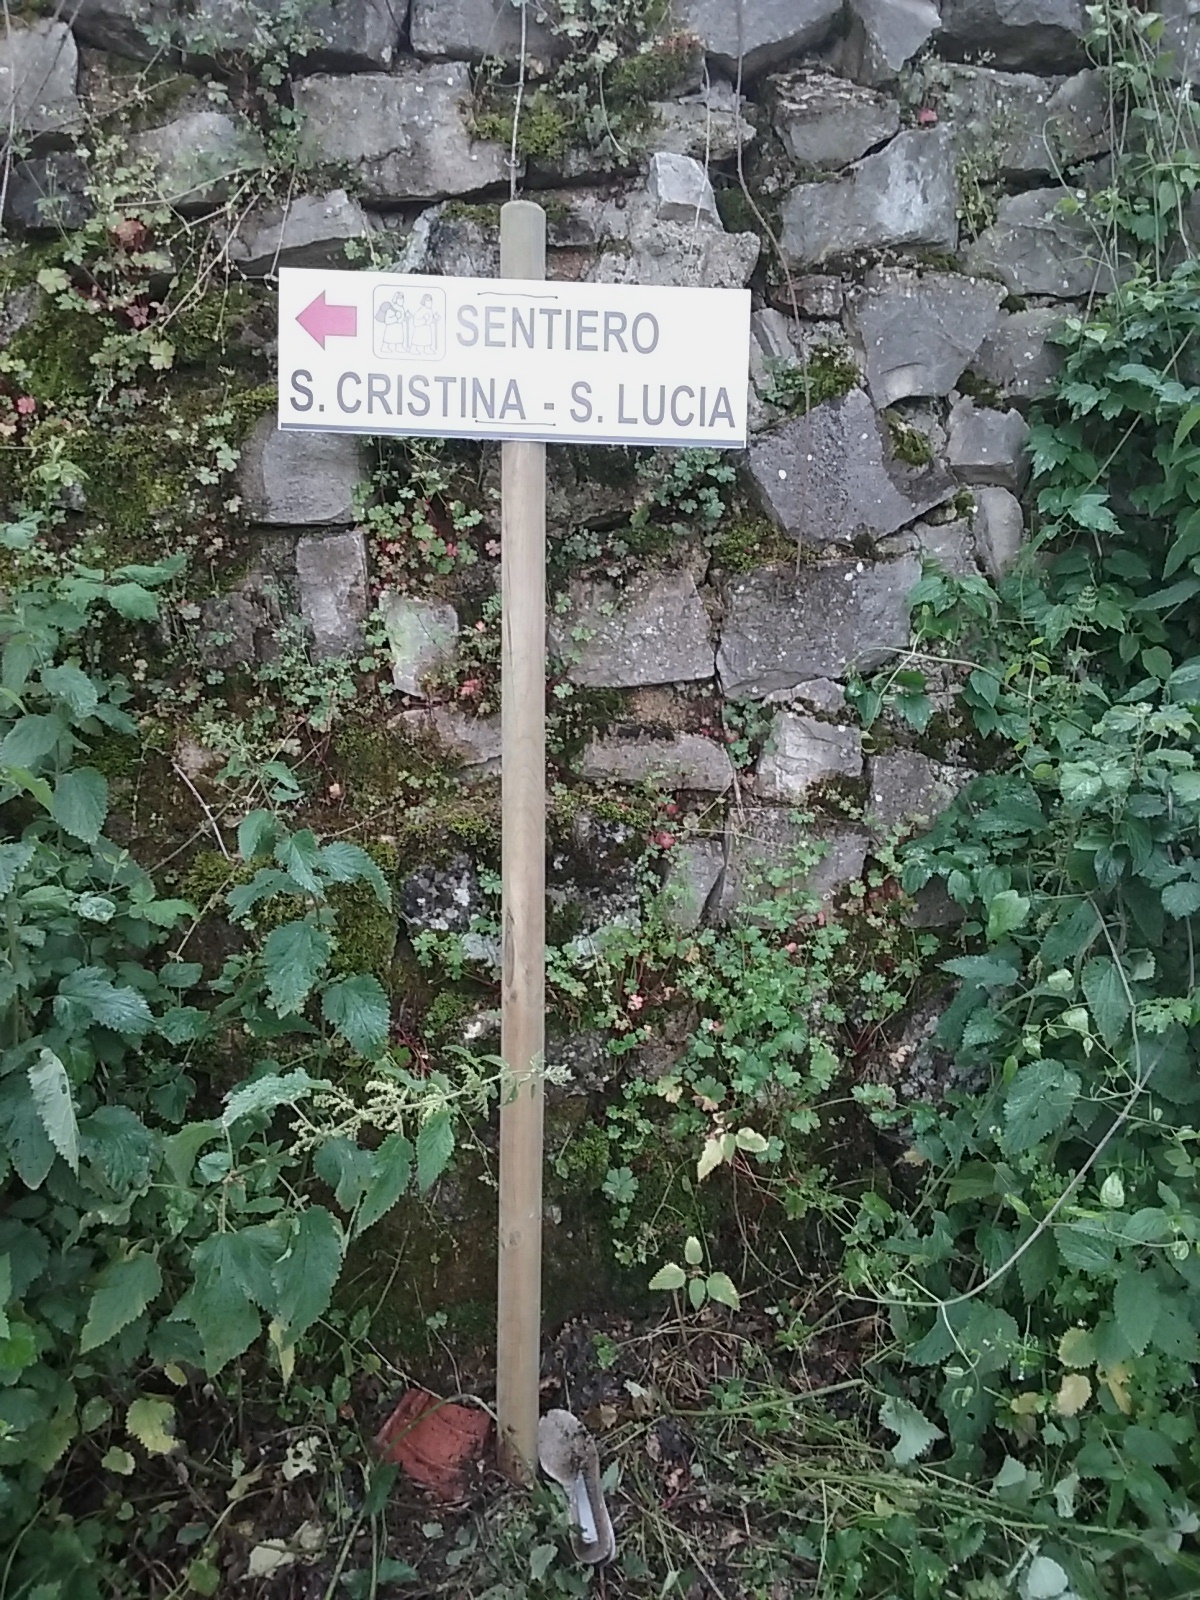 SENTIERO
S. CRISTINA - S. LUCIA